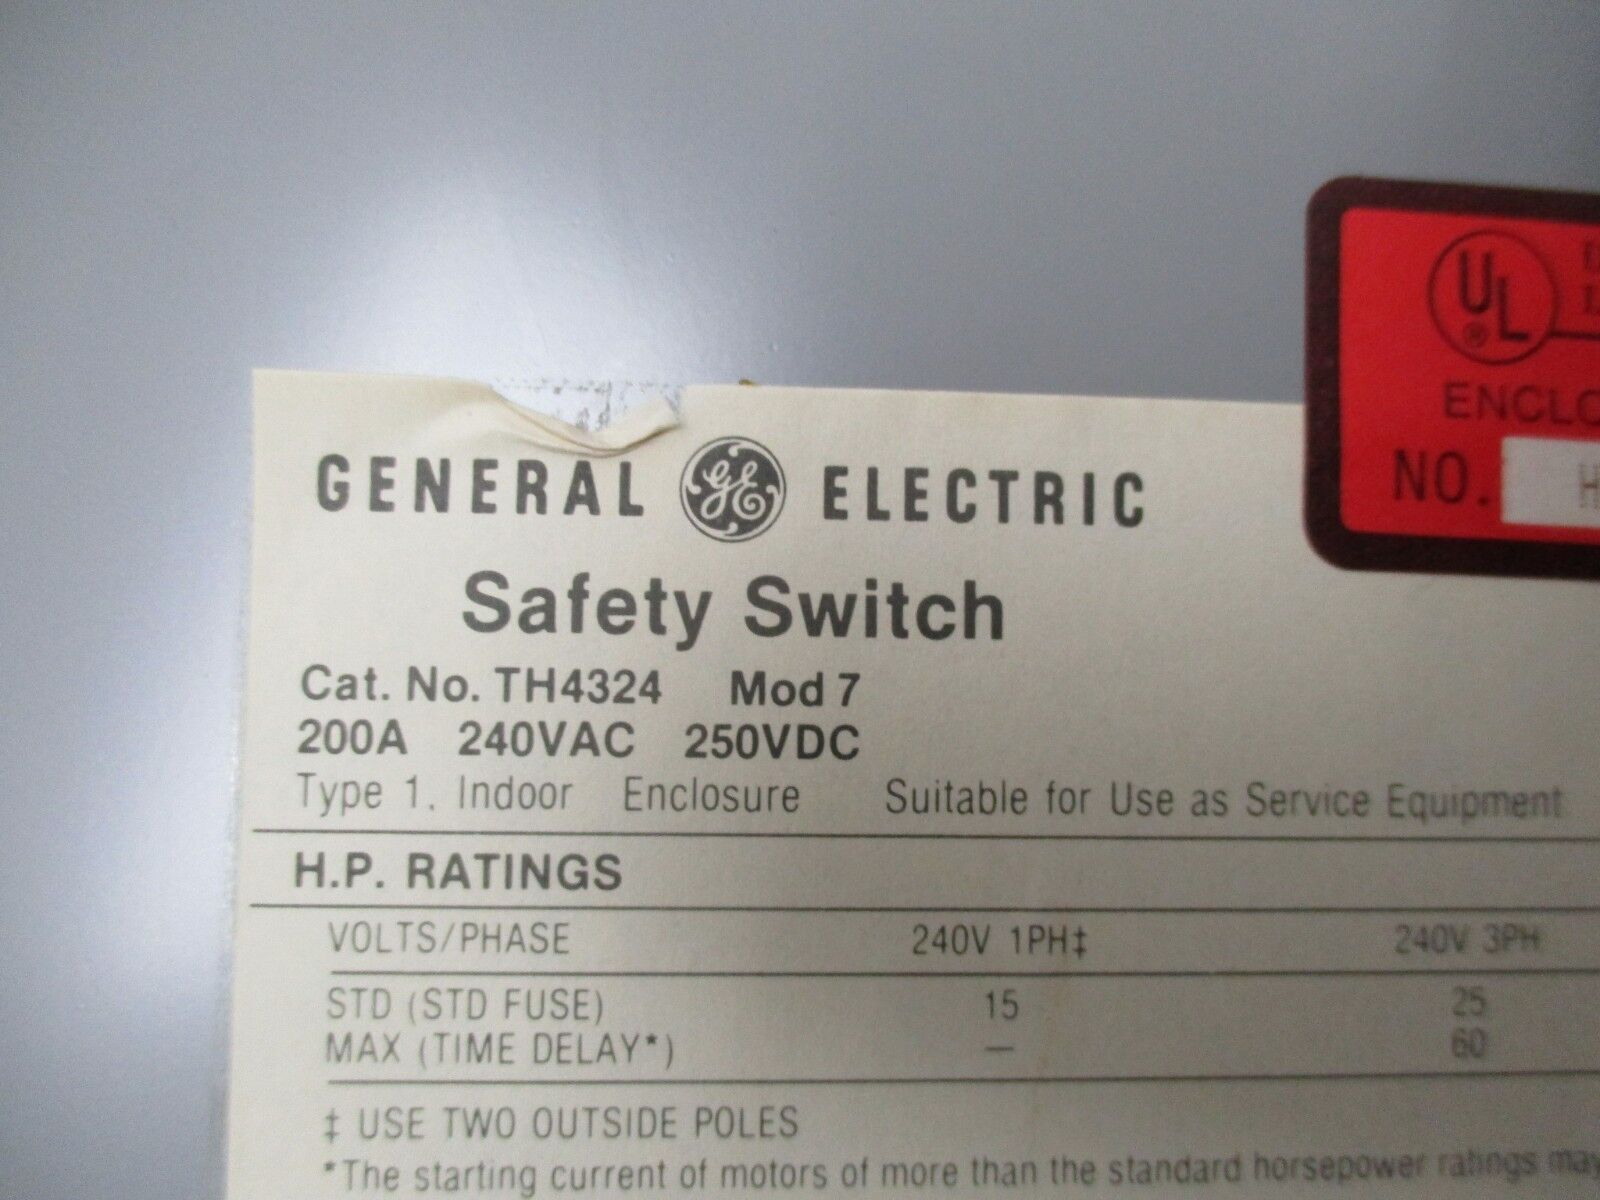 UL
®
ENCLO
NO. H
GENERAL GE ELECTRIC
Safety Switch
Cat. No. TH4324 Mod 7
200A 240VAC 250VDC
Type 1. Indoor Enclosure Suitable for Use as Service Equipment
H.P. RATINGS
VOLTS/PHASE 240V 1PH‡ 240V 3PH
STD (STD FUSE) 15 25
MAX (TIME DELAY*) — 60
‡ USE TWO OUTSIDE POLES
*The starting current of motors of more than the standard horsepower ratings may